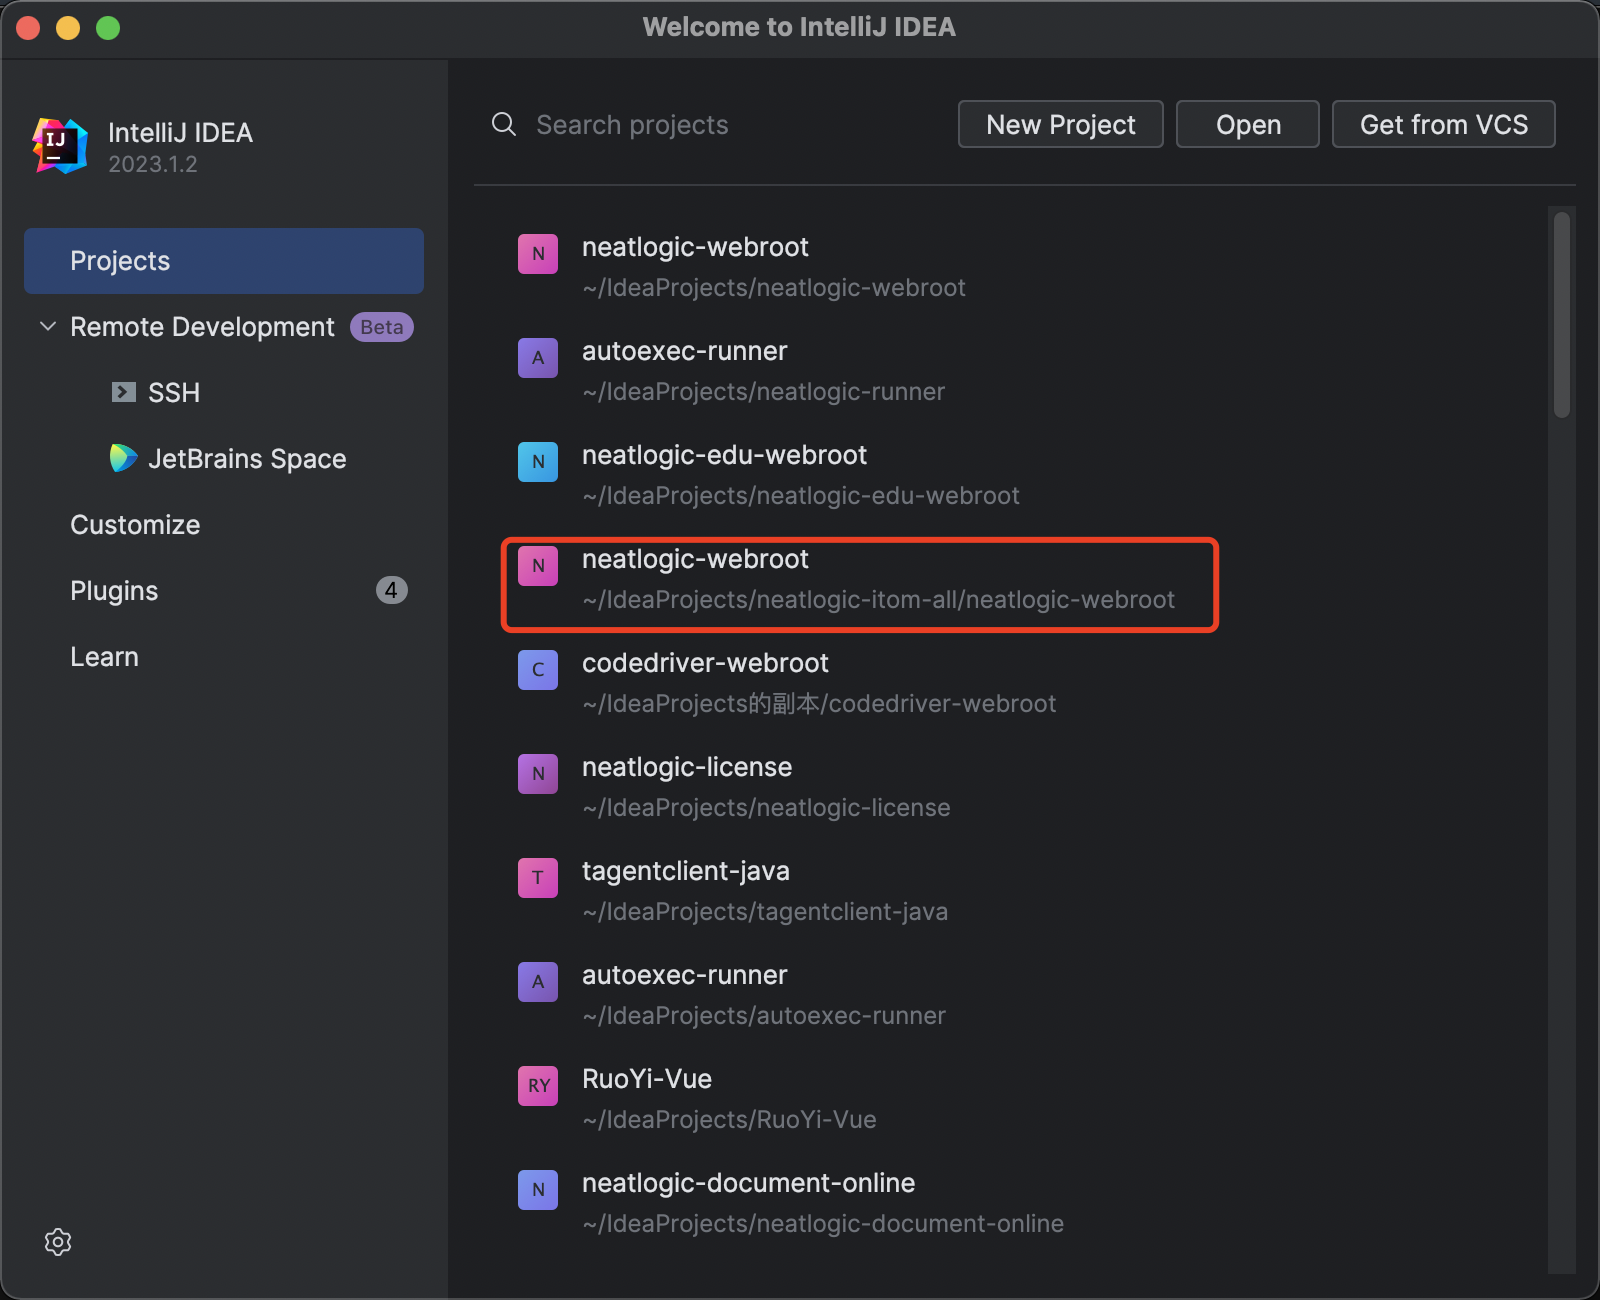 Welcome to IntelliJ IDEA
IJ
IntelliJ IDEA
2023.1.2
Projects
Remote Development Beta
SSH
JetBrains Space
Customize
Plugins 4
Learn
Search projects
New Project
Open
Get from VCS
N neatlogic-webroot
~/IdeaProjects/neatlogic-webroot
A autoexec-runner
~/IdeaProjects/neatlogic-runner
N neatlogic-edu-webroot
~/IdeaProjects/neatlogic-edu-webroot
N neatlogic-webroot
~/IdeaProjects/neatlogic-itom-all/neatlogic-webroot
C codedriver-webroot
~/IdeaProjects的副本/codedriver-webroot
N neatlogic-license
~/IdeaProjects/neatlogic-license
T tagentclient-java
~/IdeaProjects/tagentclient-java
A autoexec-runner
~/IdeaProjects/autoexec-runner
RY RuoYi-Vue
~/IdeaProjects/RuoYi-Vue
N neatlogic-document-online
~/IdeaProjects/neatlogic-document-online